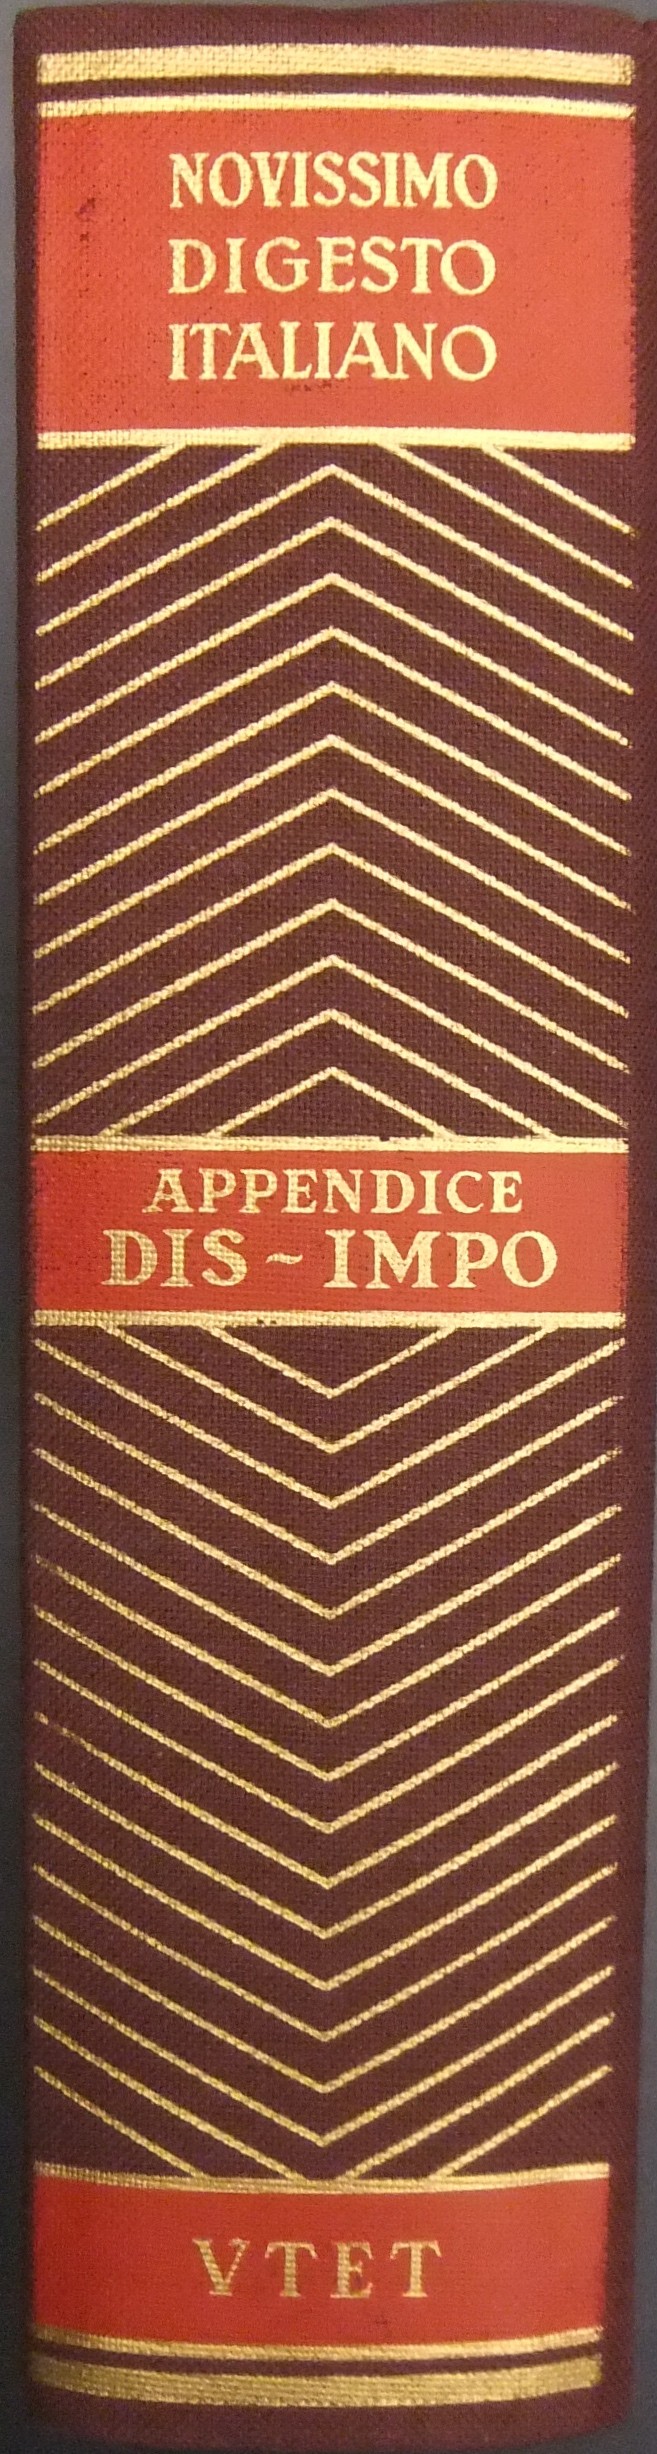 NOVISSIMO
DIGESTO
ITALIANO
APPENDICE
DIS ~ IMPO
VTET